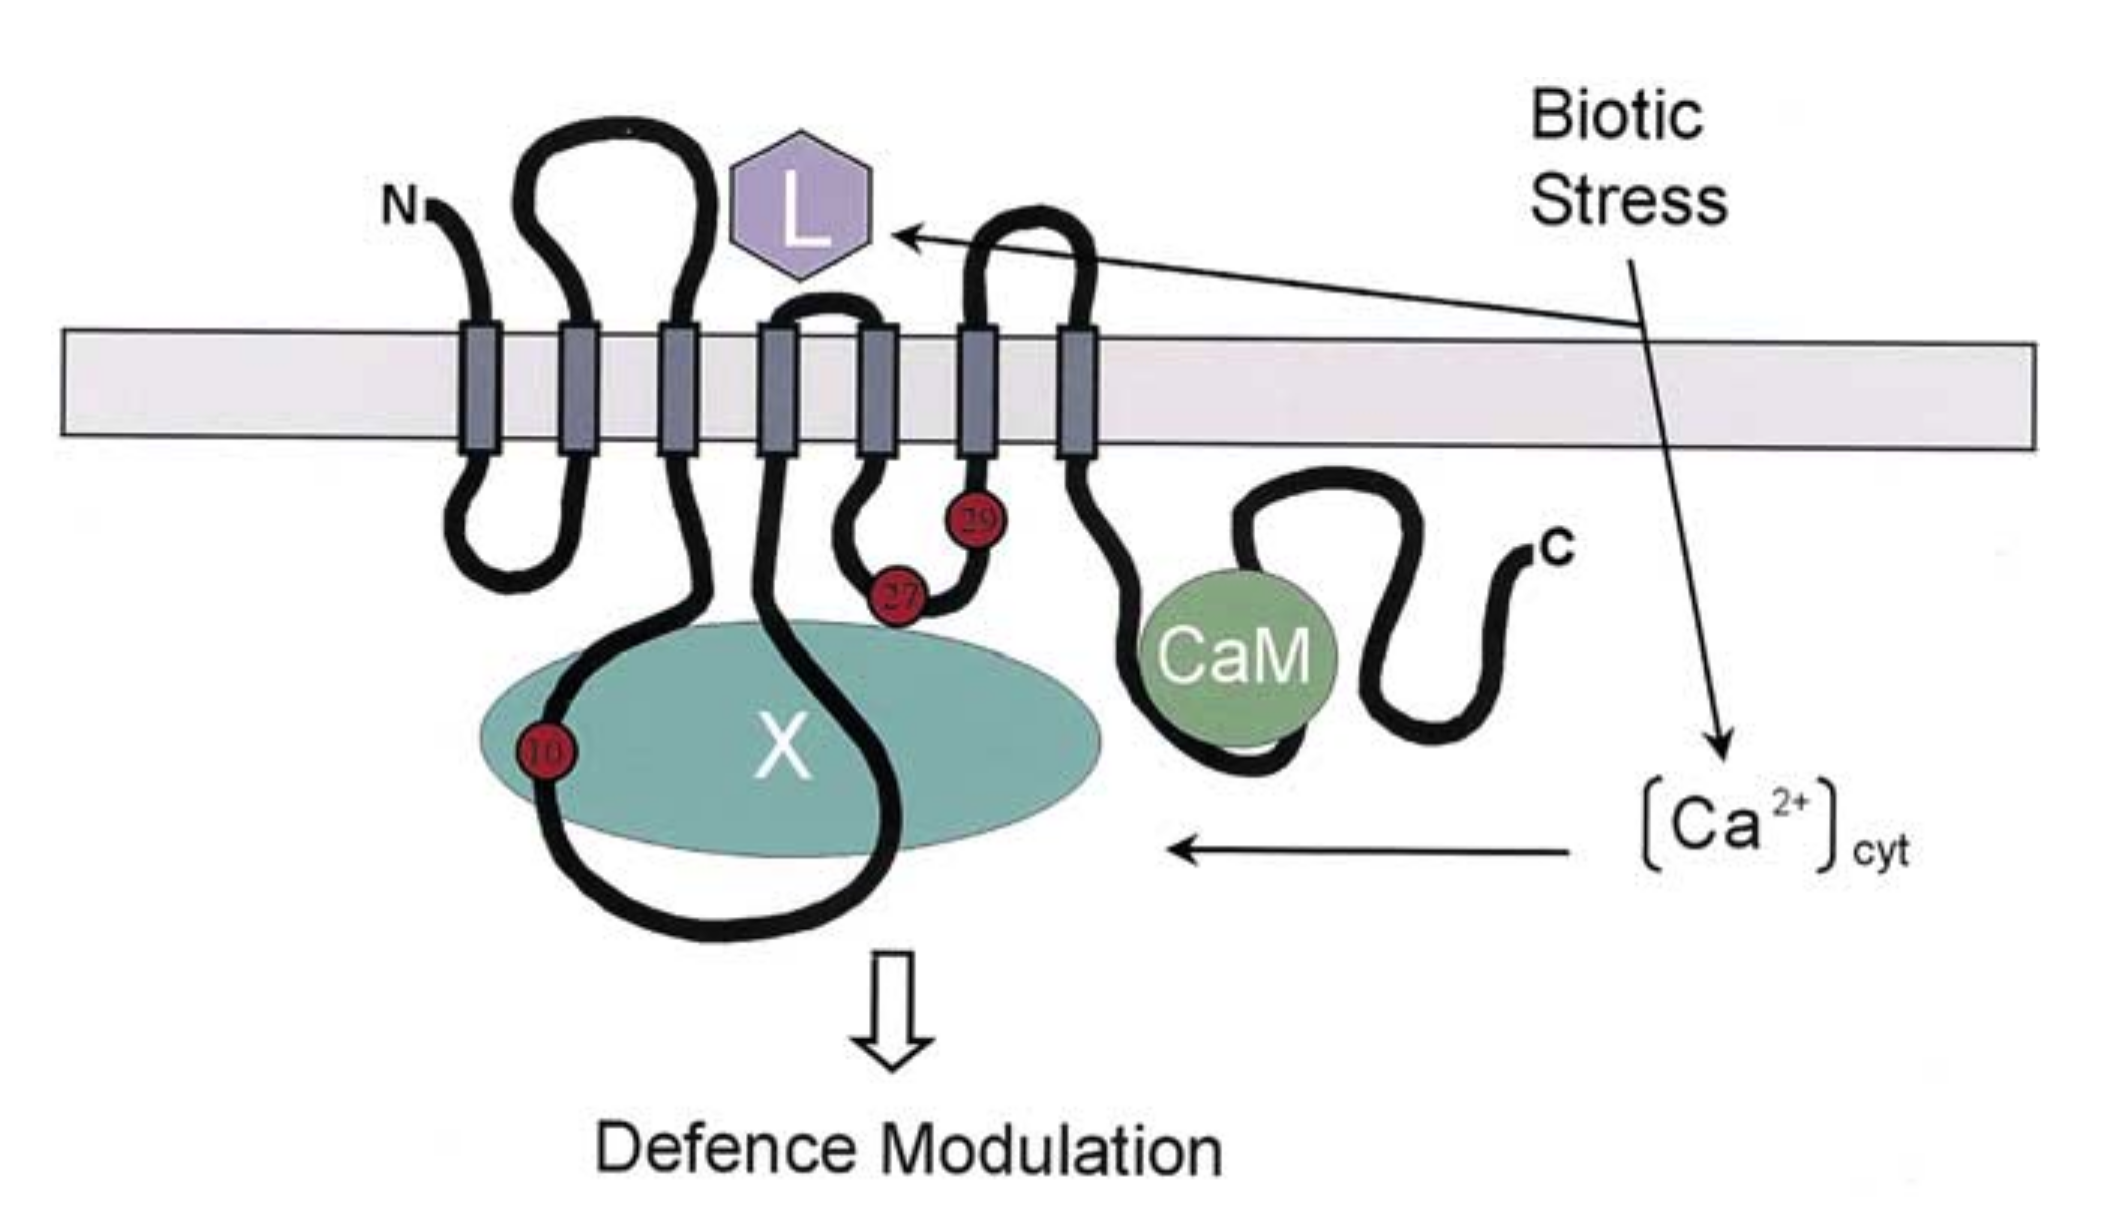 Biotic
Stress
N
L
29
27
C
CaM
10
X
[Ca²⁺]cyt
Defence Modulation